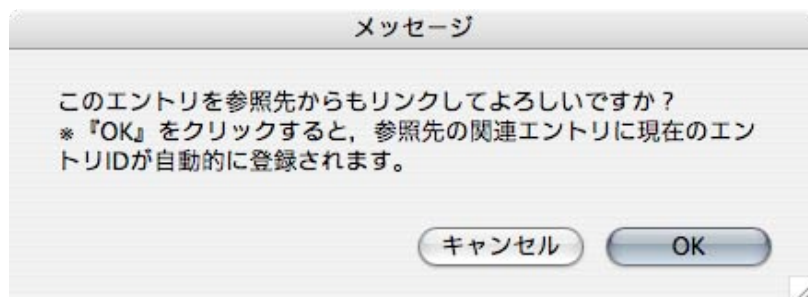 メッセージ
このエントリを参照先からもリンクしてよろしいですか？
※『OK』をクリックすると，参照先の関連エントリに現在のエン
トリIDが自動的に登録されます。
キャンセル
OK